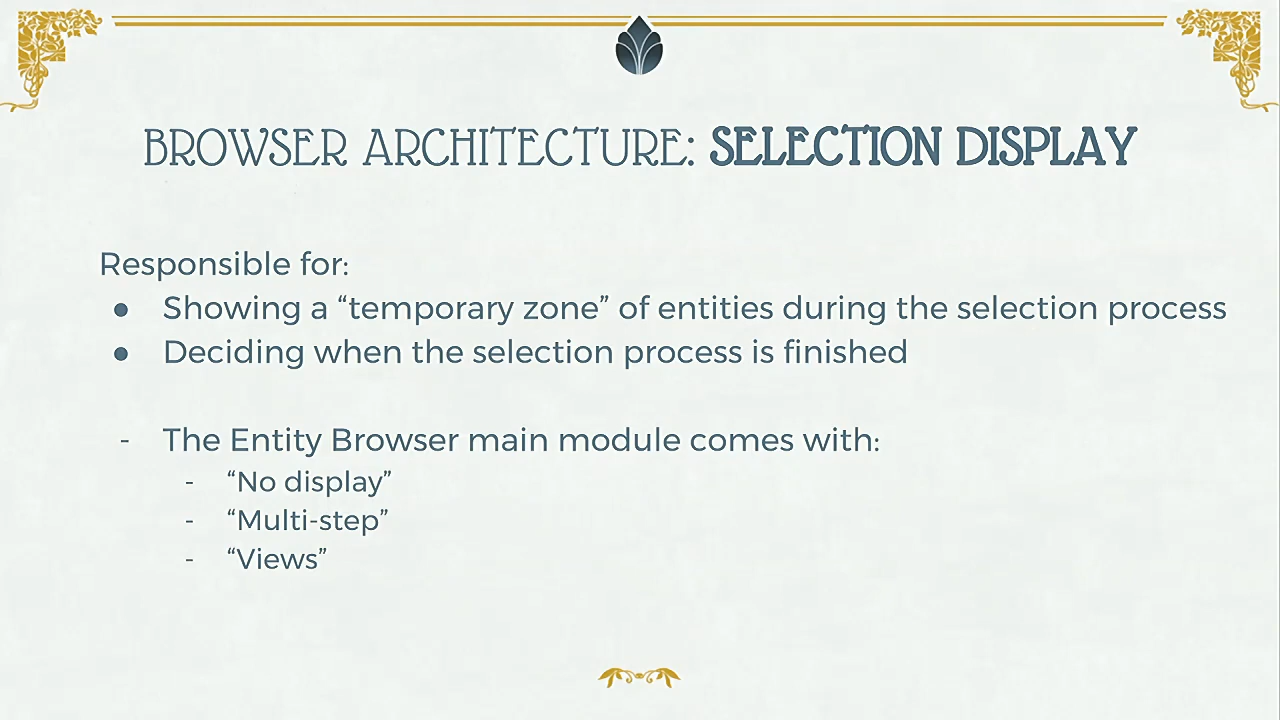 BROWSER ARCHITECTURE: SELECTION DISPLAY
Responsible for:
● Showing a “temporary zone” of entities during the selection process
● Deciding when the selection process is finished
- The Entity Browser main module comes with:
- “No display”
- “Multi-step”
- “Views”